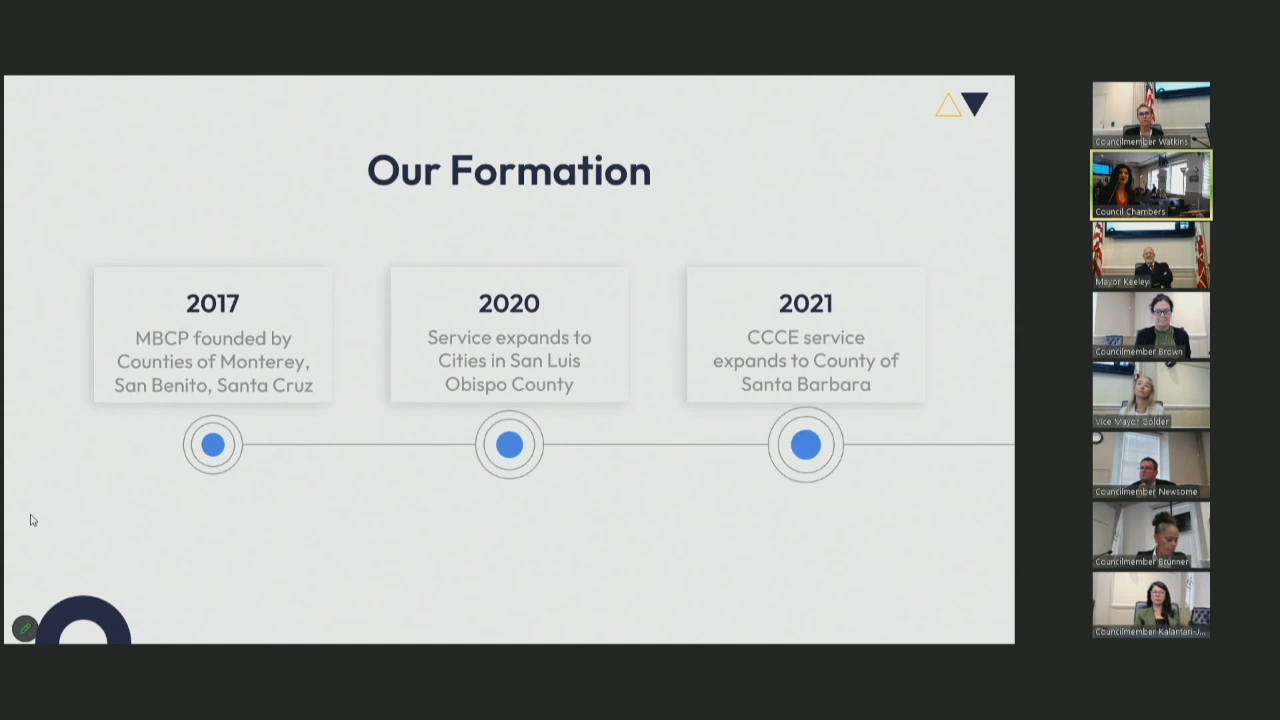 Our Formation
2017
MBCP founded by
Counties of Monterey,
San Benito, Santa Cruz
2020
Service expands to
Cities in San Luis
Obispo County
2021
CCCE service
expands to County of
Santa Barbara
Councilmember Watkins
Council Chambers
Mayor Keeley
Councilmember Brown
Vice Mayor Golder
Councilmember Newsome
Councilmember Brunner
Councilmember Kalantari-J...